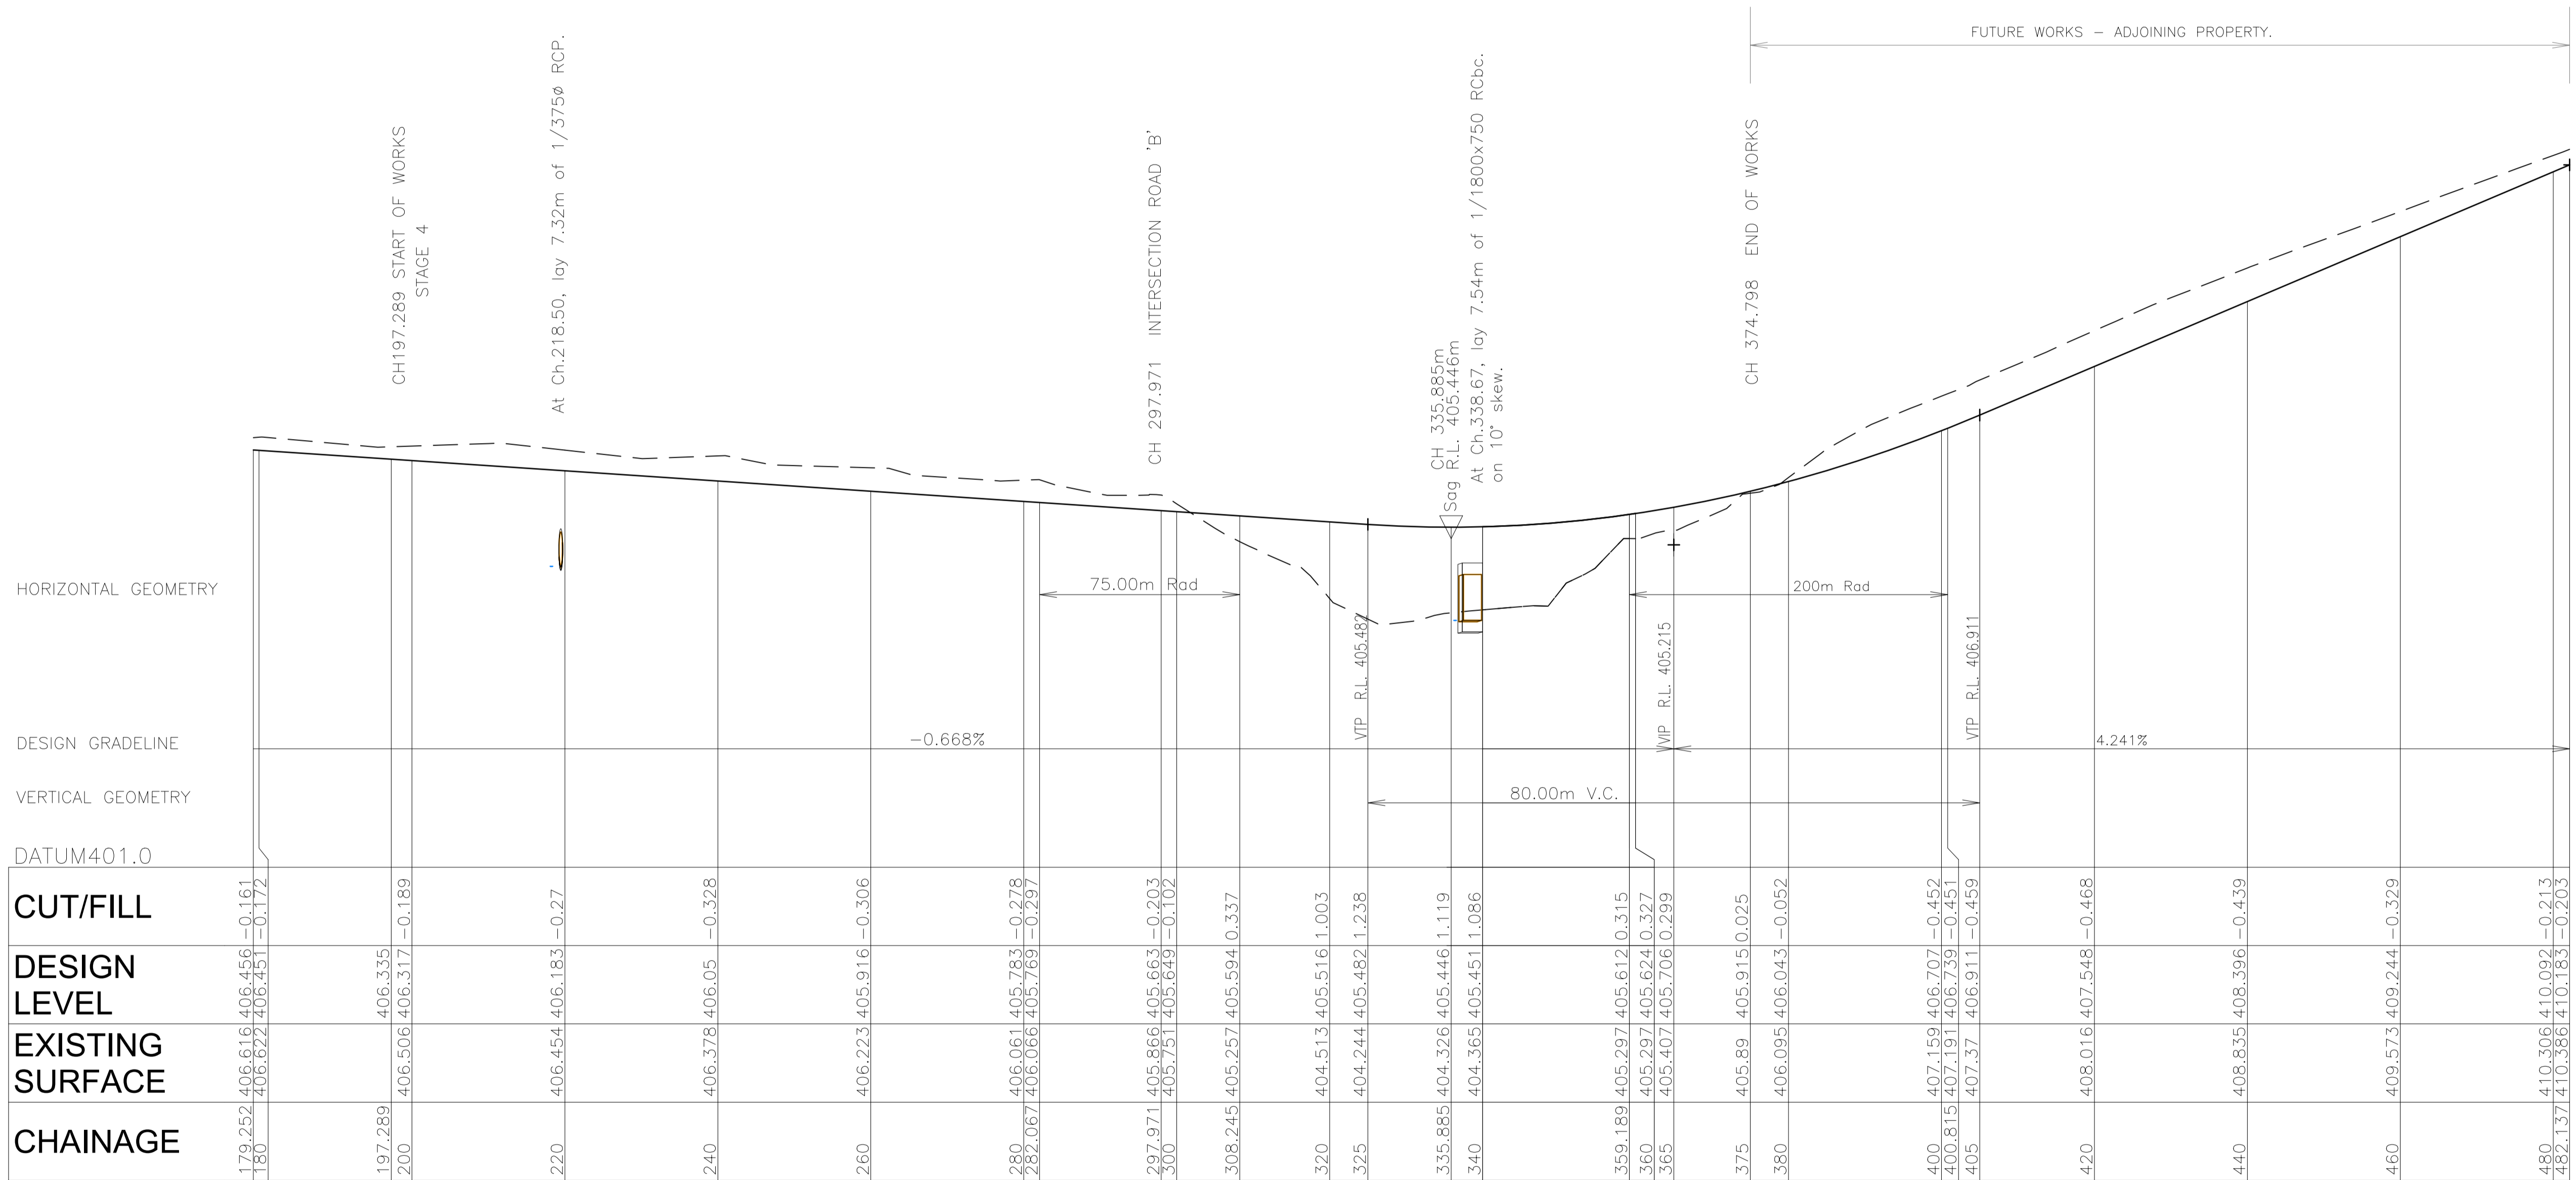 FUTURE WORKS - ADJOINING PROPERTY.
CH197.289 START OF WORKS
STAGE 4
At Ch.218.50, lay 7.32m of 1/375ø RCP.
CH 297.971 INTERSECTION ROAD 'B'
CH 335.885m
Sag R.L. 405.446m
At Ch.338.67, lay 7.54m of 1/1800x750 RCbc.
on 10° skew.
CH 374.798 END OF WORKS
HORIZONTAL GEOMETRY
75.00m Rad
200m Rad
VTP R.L. 405.482
VIP R.L. 405.215
VTP R.L. 406.911
DESIGN GRADELINE
-0.668%
4.241%
VERTICAL GEOMETRY
80.00m V.C.
DATUM401.0
CUT/FILL
-0.161 -0.172 -0.189 -0.27 -0.328 -0.306 -0.278 -0.297 -0.203 -0.102 0.337 1.003 1.238 1.119 1.086 0.315 0.327 0.299 0.025 -0.052 -0.452 -0.451 -0.459 -0.468 -0.439 -0.329 -0.213 -0.203
DESIGN
LEVEL
406.456 406.451 406.335 406.317 406.183 406.05 405.916 405.783 405.769 405.663 405.649 405.594 405.516 405.482 405.446 405.451 405.612 405.624 405.706 405.915 406.043 406.707 406.739 406.911 407.548 408.396 409.244 410.092 410.183
EXISTING
SURFACE
406.616 406.622 406.506 406.454 406.378 406.223 406.061 406.066 405.866 405.751 405.257 404.513 404.244 404.326 404.365 405.297 405.297 405.407 405.89 406.095 407.159 407.191 407.37 408.016 408.835 409.573 410.306 410.386
CHAINAGE
179.252 180 197.289 200 220 240 260 280 282.067 297.971 300 308.245 320 325 335.885 340 359.189 360 365 375 380 400 400.815 405 420 440 460 480 482.137